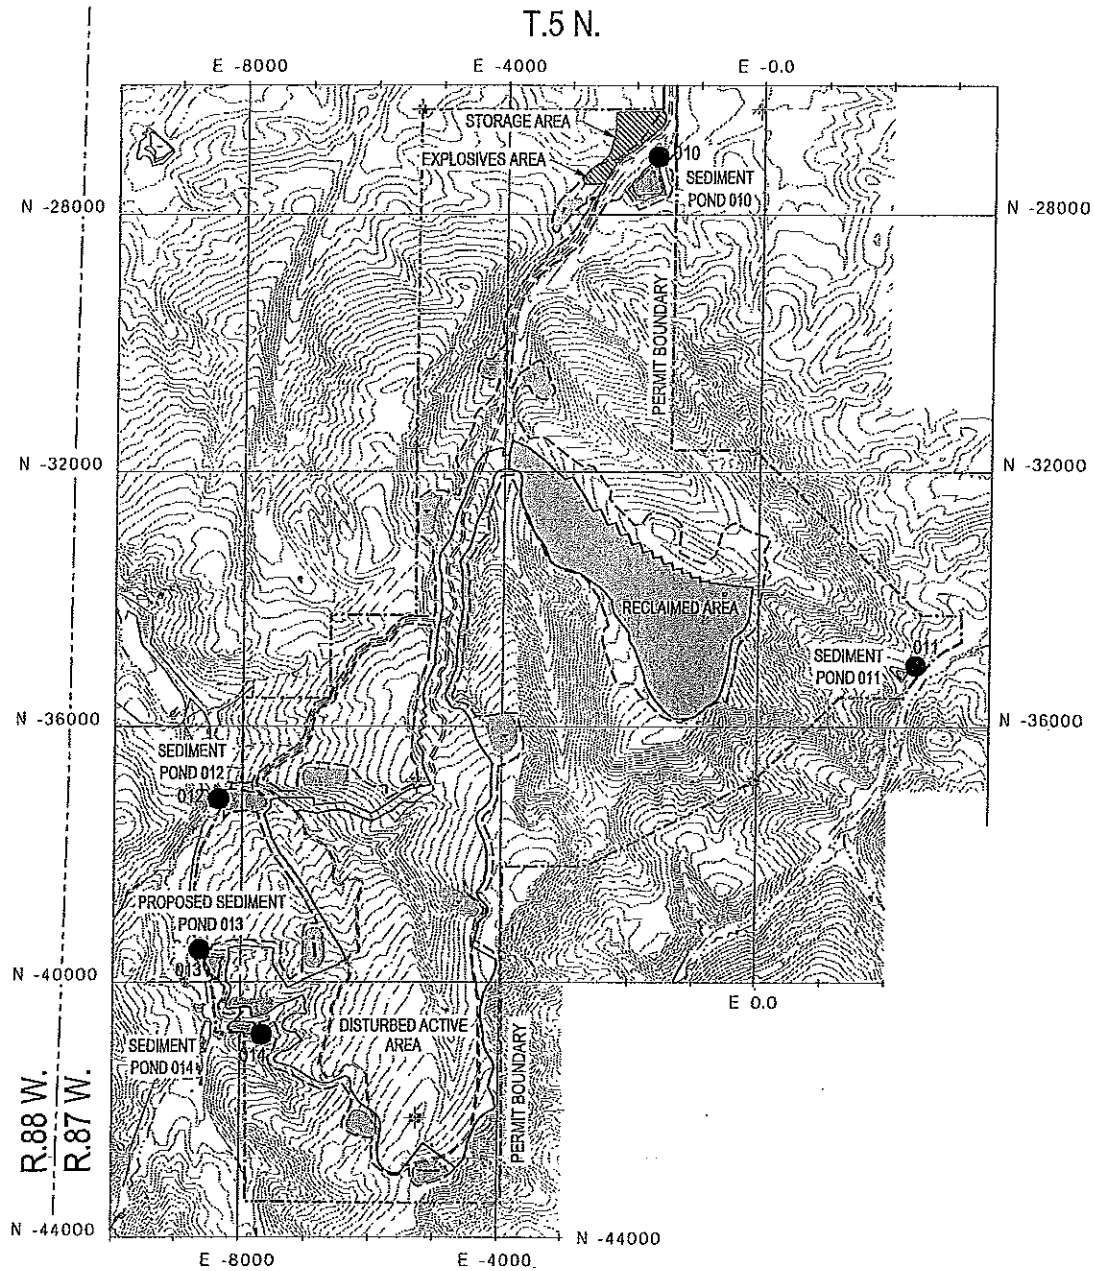 T.5 N.
E -8000
E -4000
E -0.0
STORAGE AREA
EXPLOSIVES AREA
010
SEDIMENT
POND 010
N -28000
N -28000
PERMIT BOUNDARY
N -32000
N -32000
RECLAIMED AREA
011
SEDIMENT
POND 011
N -36000
N -36000
SEDIMENT
POND 012
012
PROPOSED SEDIMENT
POND 013
013
N -40000
N -40000
E 0.0
DISTURBED ACTIVE
AREA
SEDIMENT
POND 014
014
PERMIT BOUNDARY
R.88 W.
R.87 W.
N -44000
N -44000
E -8000
E -4000